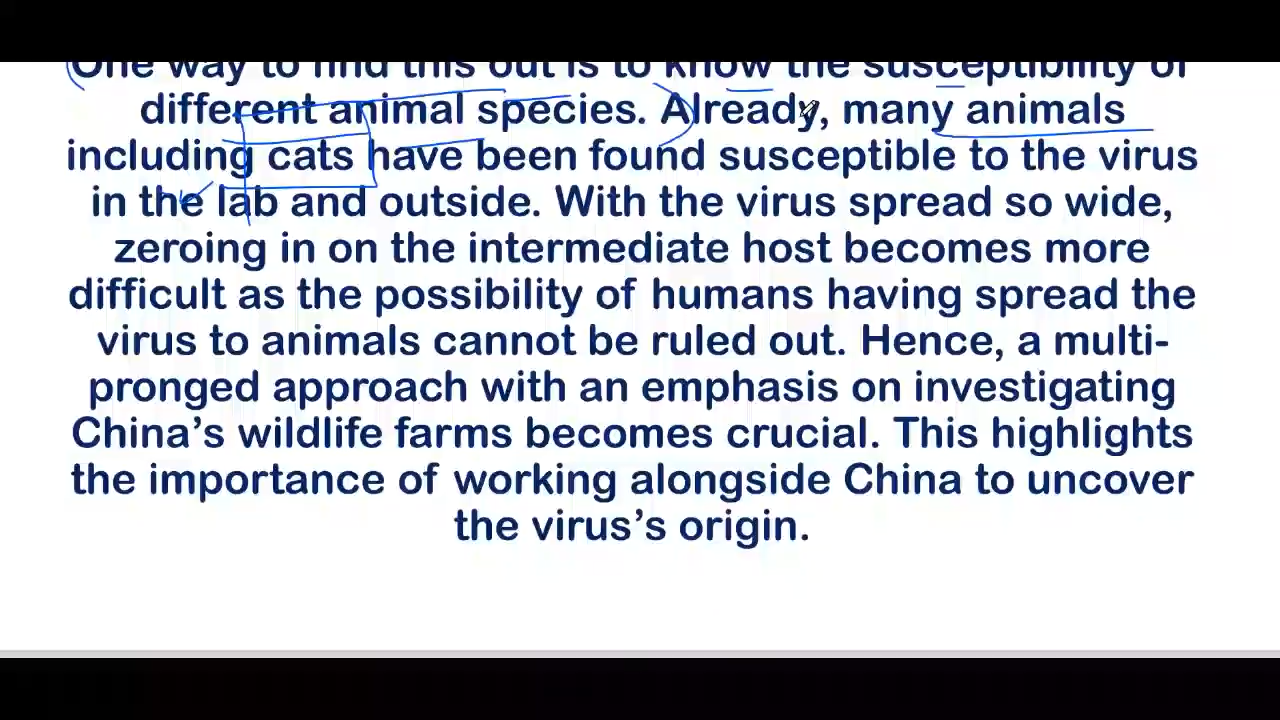 One way to find this out is to know the susceptibility of
different animal species. Already, many animals
including cats have been found susceptible to the virus
in the lab and outside. With the virus spread so wide,
zeroing in on the intermediate host becomes more
difficult as the possibility of humans having spread the
virus to animals cannot be ruled out. Hence, a multi-
pronged approach with an emphasis on investigating
China’s wildlife farms becomes crucial. This highlights
the importance of working alongside China to uncover
the virus’s origin.